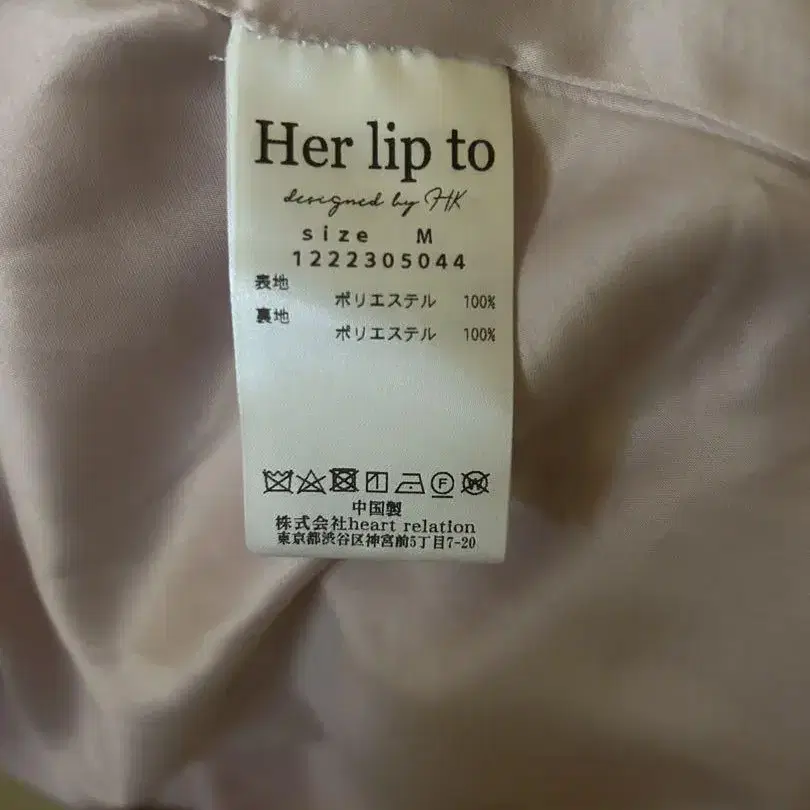 Her lip to
designed by HK
size M
1222305044
表地
ポリエステル 100%
裏地
ポリエステル 100%
F W
中国製
株式会社heart relation
東京都渋谷区神宮前5丁目7-20